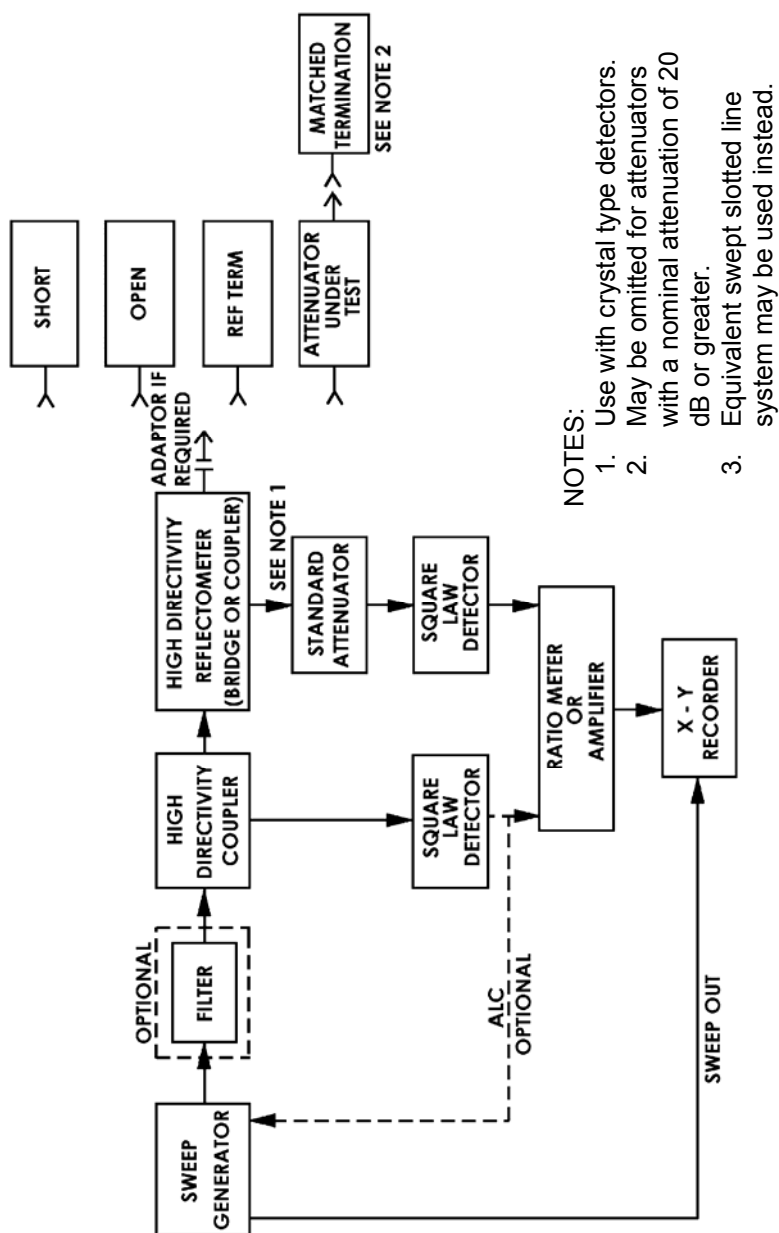 SWEEP
GENERATOR
OPTIONAL
FILTER
HIGH
DIRECTIVITY
COUPLER
HIGH DIRECTIVITY
REFLECTOMETER
(BRIDGE OR COUPLER)
ADAPTOR IF
REQUIRED
SHORT
OPEN
REF TERM
ATTENUATOR
UNDER
TEST
MATCHED
TERMINATION
SEE NOTE 2
SEE NOTE 1
STANDARD
ATTENUATOR
SQUARE
LAW
DETECTOR
SQUARE
LAW
DETECTOR
ALC
OPTIONAL
RATIO METER
OR
AMPLIFIER
X - Y
RECORDER
SWEEP OUT
NOTES:
1. Use with crystal type detectors.
2. May be omitted for attenuators
with a nominal attenuation of 20
dB or greater.
3. Equivalent swept slotted line
system may be used instead.